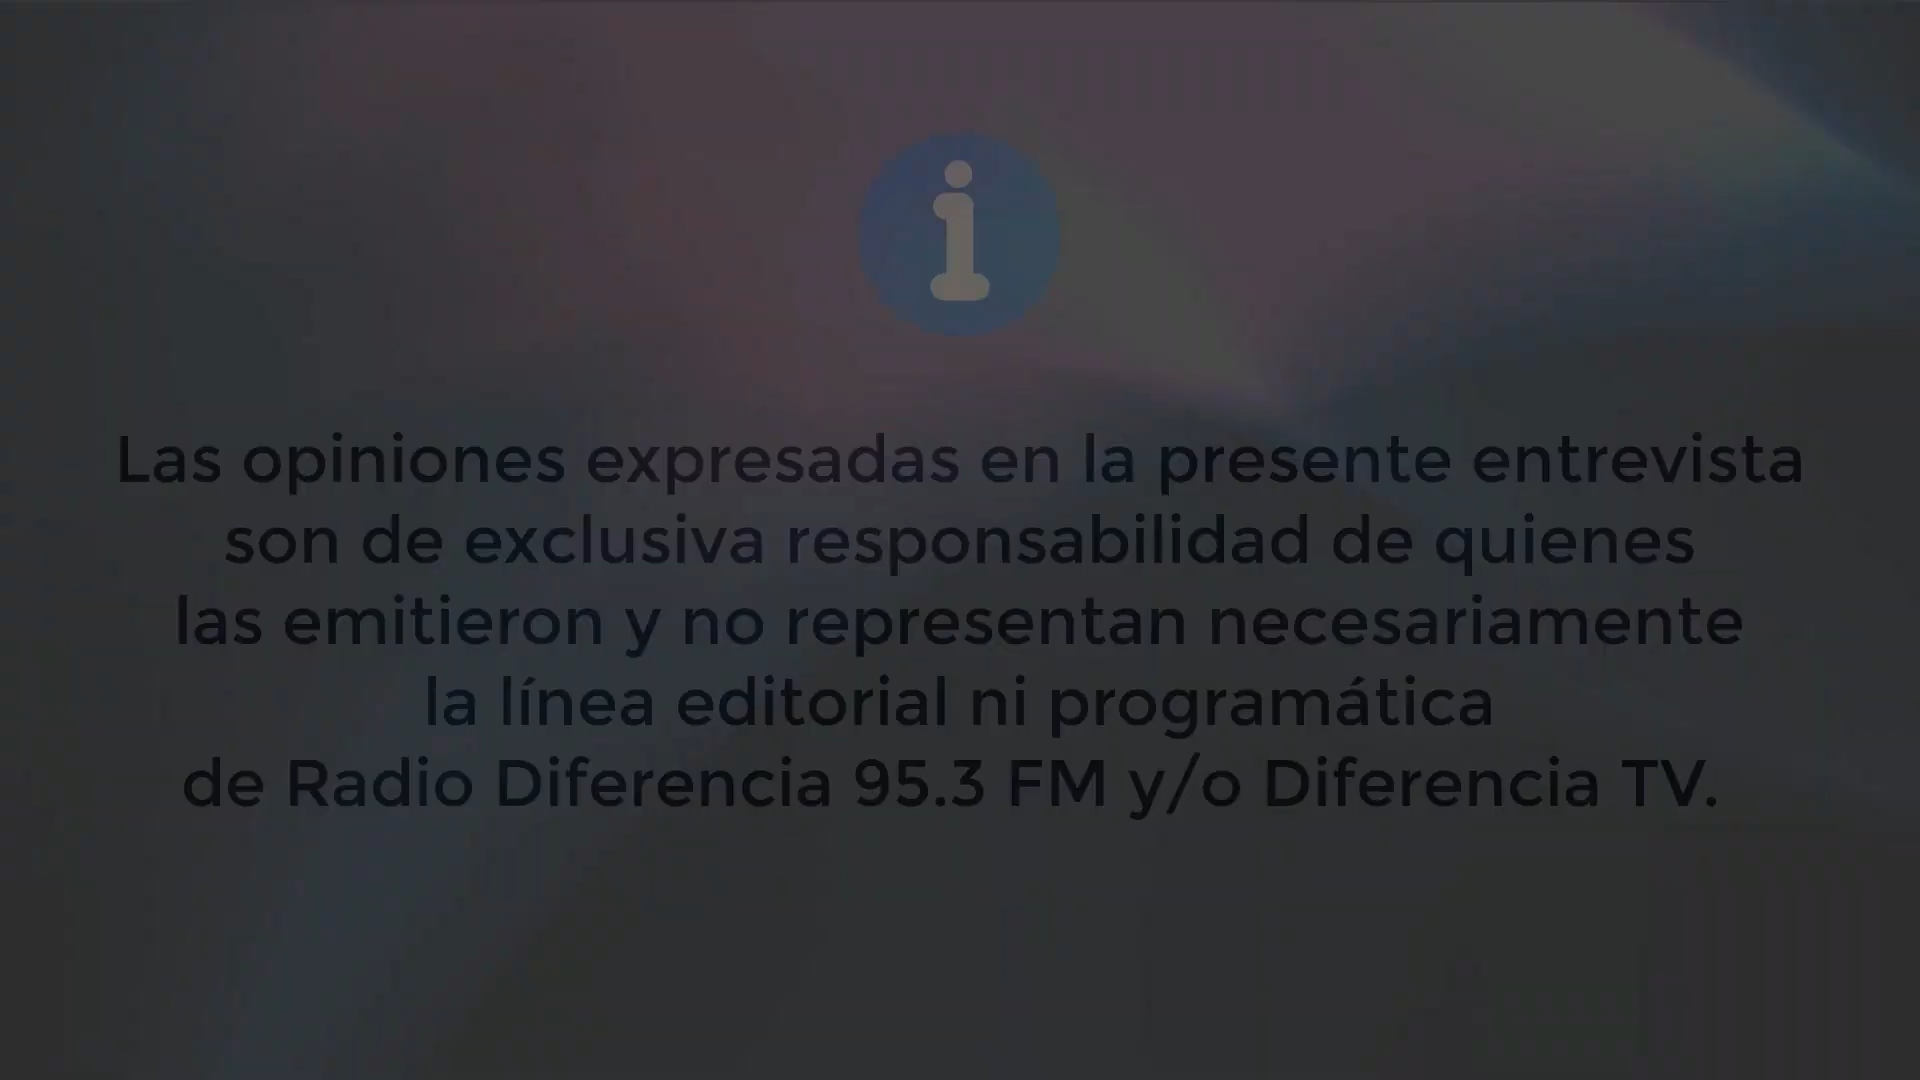 Las opiniones expresadas en la presente entrevista
son de exclusiva responsabilidad de quienes
las emitieron y no representan necesariamente
la línea editorial ni programática
de Radio Diferencia 95.3 FM y/o Diferencia TV.